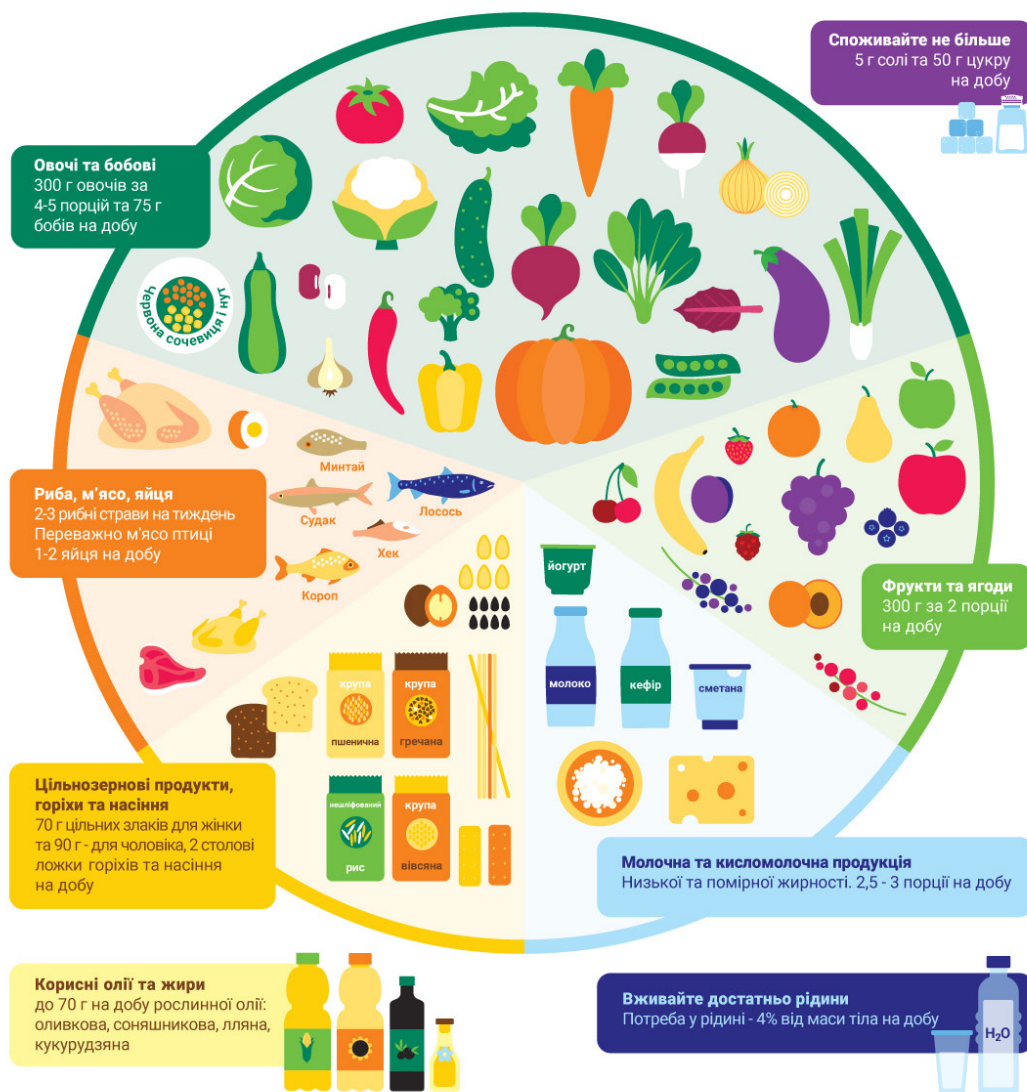 Споживайте не більше
5 г солі та 50 г цукру
на добу
Овочі та бобові
300 г овочів за
4-5 порцій та 75 г
бобів на добу
Червона сочевиця і нут
Риба, м'ясо, яйця
2-3 рибні страви на тиждень
Переважно м'ясо птиці
1-2 яйця на добу
Минтай
Лосось
Судак
Хек
Короп
Фрукти та ягоди
300 г за 2 порції
на добу
йогурт
молоко
кефір
сметана
крупа
пшенична
крупа
гречана
нешліфований
рис
крупа
вівсяна
Цільнозернові продукти,
горіхи та насіння
70 г цільних злаків для жінки
та 90 г - для чоловіка, 2 столові
ложки горіхів та насіння
на добу
Молочна та кисломолочна продукція
Низької та помірної жирності. 2,5 - 3 порції на добу
Корисні олії та жири
до 70 г на добу рослинної олії:
оливкова, соняшникова, лляна,
кукурудзяна
Вживайте достатньо рідини
Потреба у рідині - 4% від маси тіла на добу
H₂O